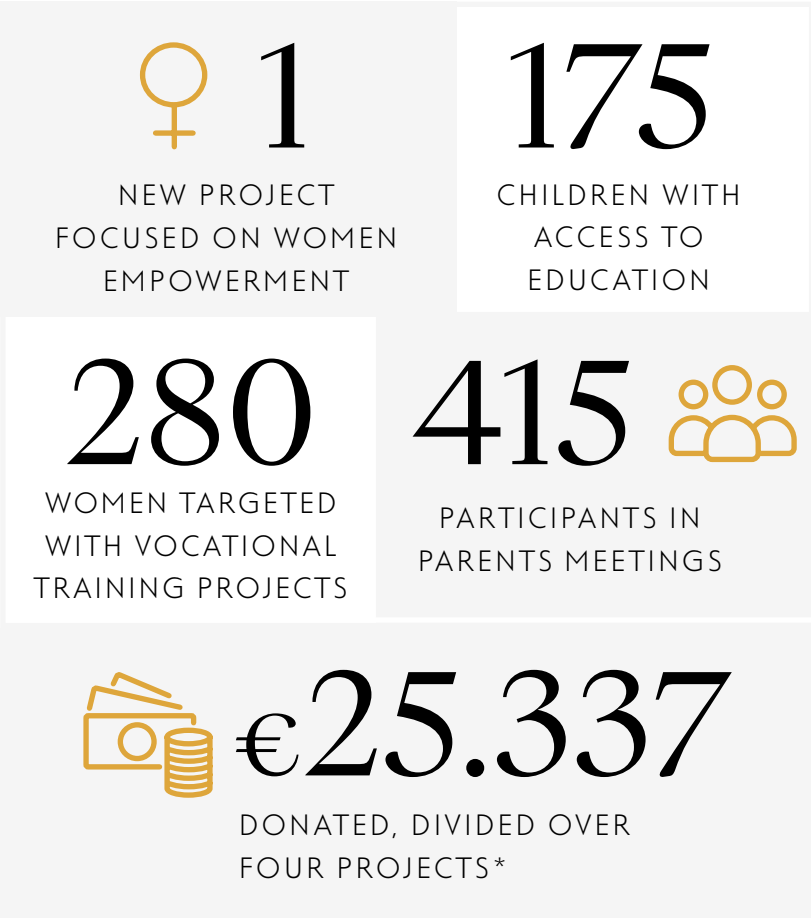 1
NEW PROJECT
FOCUSED ON WOMEN
EMPOWERMENT
175
CHILDREN WITH
ACCESS TO
EDUCATION
280
WOMEN TARGETED
WITH VOCATIONAL
TRAINING PROJECTS
415
PARTICIPANTS IN
PARENTS MEETINGS
€25.337
DONATED, DIVIDED OVER
FOUR PROJECTS*